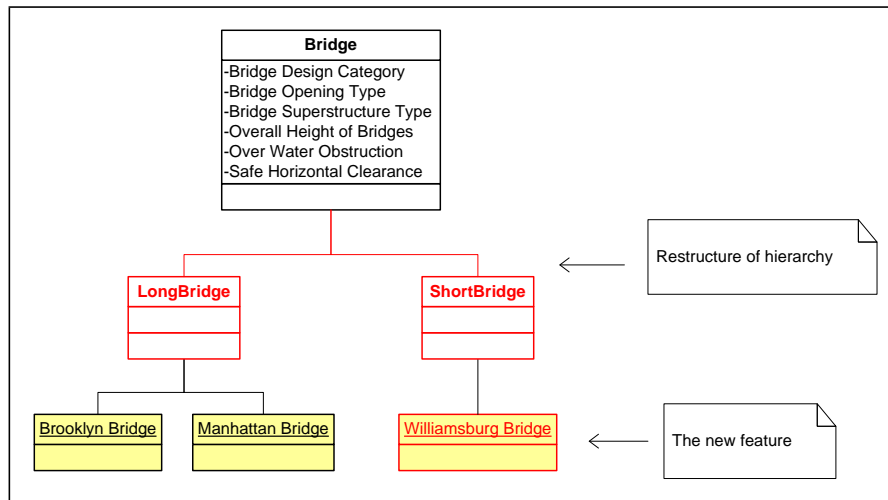 Bridge
-Bridge Design Category
-Bridge Opening Type
-Bridge Superstructure Type
-Overall Height of Bridges
-Over Water Obstruction
-Safe Horizontal Clearance
Restructure of hierarchy
LongBridge
ShortBridge
Brooklyn Bridge
Manhattan Bridge
Williamsburg Bridge
The new feature